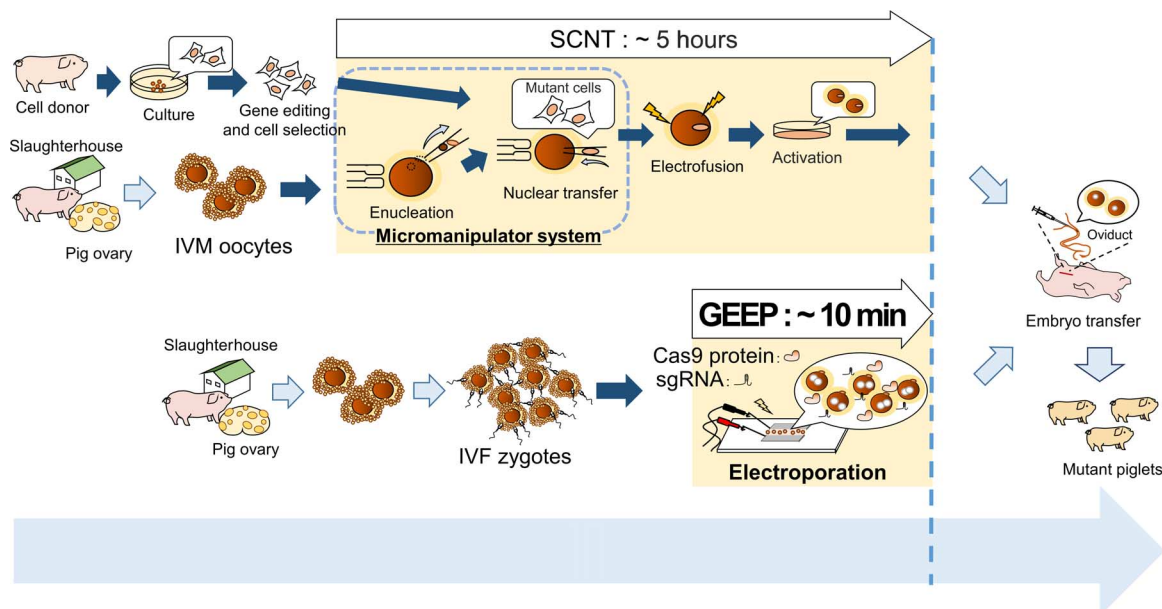 SCNT : ~ 5 hours
Cell donor
Culture
Gene editing
and cell selection
Mutant cells
Slaughterhouse
Pig ovary
IVM oocytes
Enucleation
Nuclear transfer
Micromanipulator system
Electrofusion
Activation
Oviduct
Embryo transfer
GEEP : ~ 10 min
Slaughterhouse
Pig ovary
IVF zygotes
Cas9 protein :
sgRNA :
Electroporation
Mutant piglets